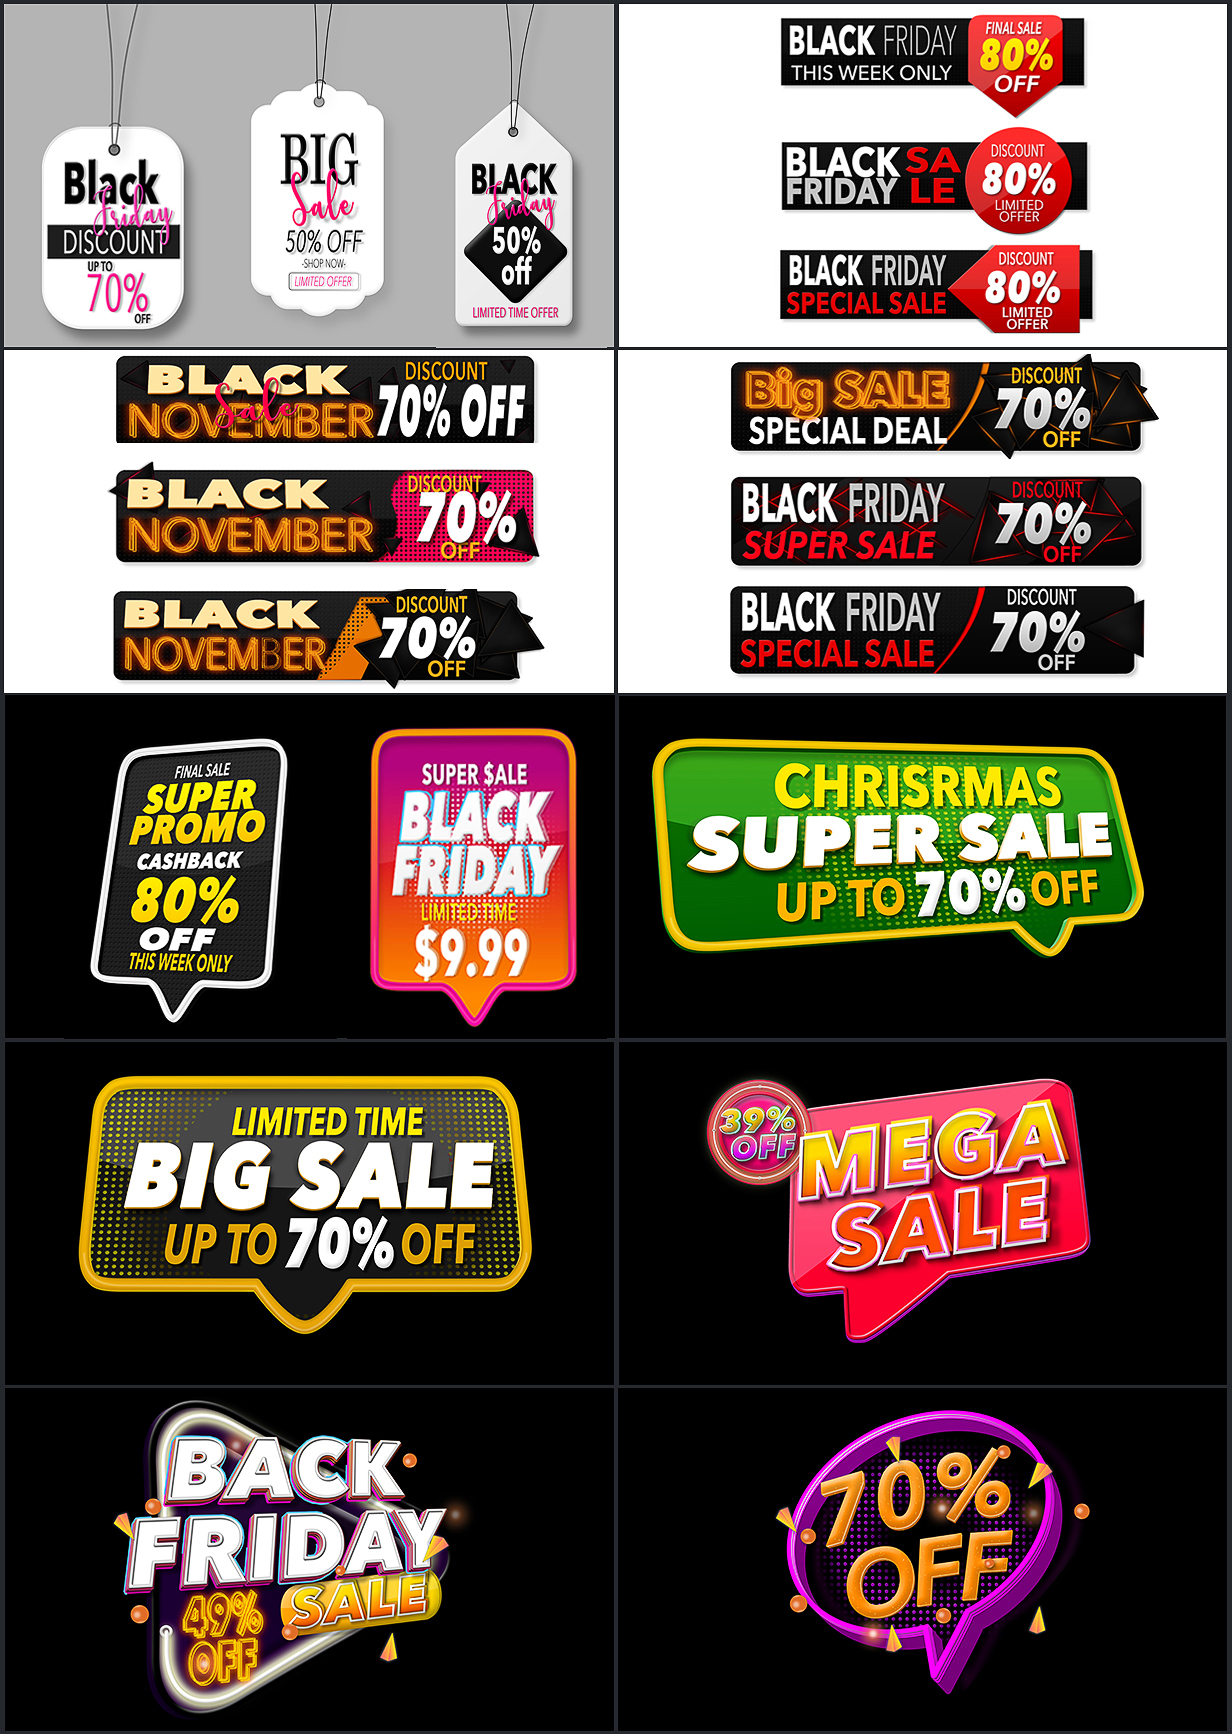 Black
Friday
DISCOUNT
UP TO
70%
OFF
BIG
Sale
50% OFF
-SHOP NOW-
LIMITED OFFER
BLACK
Friday
50%
off
LIMITED TIME OFFER
BLACK FRIDAY
THIS WEEK ONLY
FINAL SALE
80%
OFF
BLACK
FRIDAY
SA
LE
DISCOUNT
80%
LIMITED
OFFER
BLACK FRIDAY
SPECIAL SALE
DISCOUNT
80%
LIMITED
OFFER
BLACK
Sale
NOVEMBER
DISCOUNT
70% OFF
BLACK
NOVEMBER
DISCOUNT
70%
OFF
BLACK
NOVEMBER
DISCOUNT
70%
OFF
Big SALE
SPECIAL DEAL
DISCOUNT
70%
OFF
BLACK FRIDAY
SUPER SALE
DISCOUNT
70%
OFF
BLACK FRIDAY
SPECIAL SALE
DISCOUNT
70%
OFF
FINAL SALE
SUPER
PROMO
CASHBACK
80%
OFF
THIS WEEK ONLY
SUPER $ALE
BLACK
FRIDAY
LIMITED TIME
$9.99
CHRISRMAS
SUPER SALE
UP TO 70% OFF
LIMITED TIME
BIG SALE
UP TO 70% OFF
39%
OFF
MEGA
SALE
BACK
FRIDAY
SALE
49%
OFF
70%
OFF